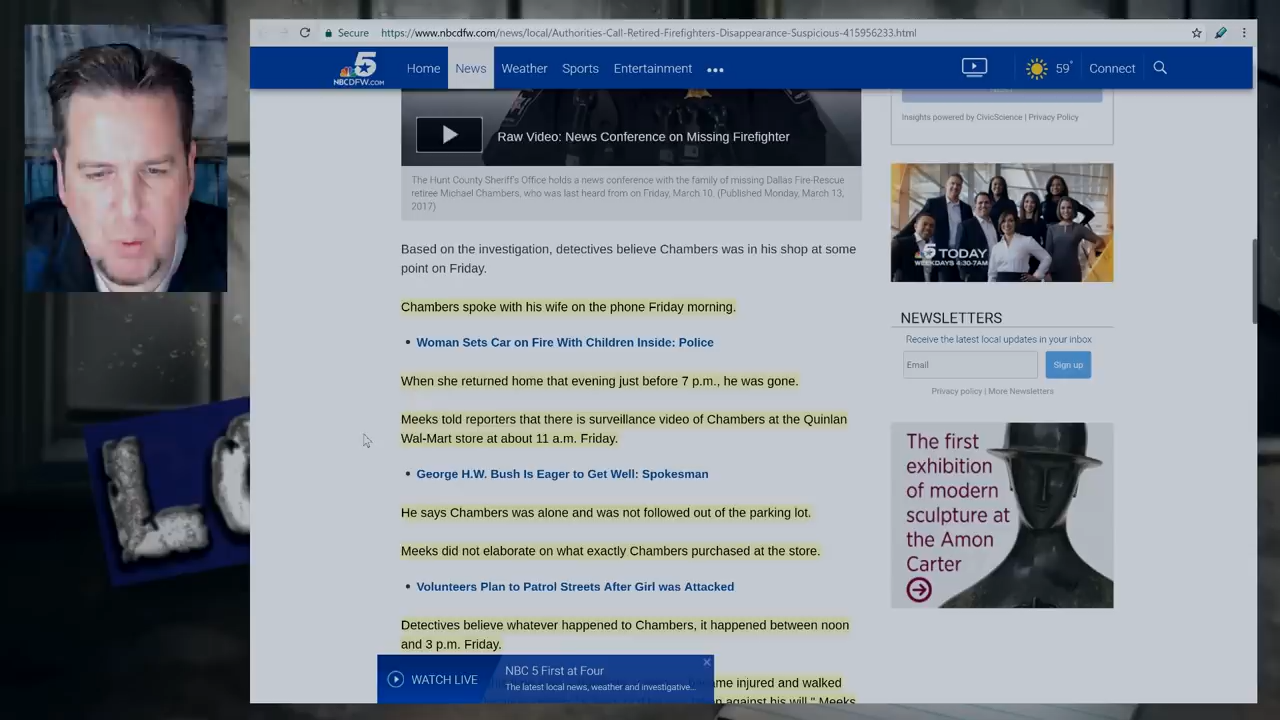 Secure
https://www.nbcdfw.com/news/local/Authorities-Call-Retired-Firefighters-Disappearance-Suspicious-415956233.html
5
NBCDFW.COM
Home
News
Weather
Sports
Entertainment
59°
Connect
Raw Video: News Conference on Missing Firefighter
The Hunt County Sheriff's Office holds a news conference with the family of missing Dallas Fire-Rescue
retiree Michael Chambers, who was last heard from on Friday, March 10. (Published Monday, March 13,
2017)
Based on the investigation, detectives believe Chambers was in his shop at some
point on Friday.
Chambers spoke with his wife on the phone Friday morning.
• Woman Sets Car on Fire With Children Inside: Police
When she returned home that evening just before 7 p.m., he was gone.
Meeks told reporters that there is surveillance video of Chambers at the Quinlan
Wal-Mart store at about 11 a.m. Friday.
• George H.W. Bush Is Eager to Get Well: Spokesman
He says Chambers was alone and was not followed out of the parking lot.
Meeks did not elaborate on what exactly Chambers purchased at the store.
• Volunteers Plan to Patrol Streets After Girl was Attacked
Detectives believe whatever happened to Chambers, it happened between noon
and 3 p.m. Friday.
ame injured and walked
n against his will," Meeks
WATCH LIVE
NBC 5 First at Four
The latest local news, weather and investigative...
Insights powered by CivicScience | Privacy Policy
5 TODAY
WEEKDAYS 4:30-7AM
NEWSLETTERS
Receive the latest local updates in your inbox
Email
Sign up
Privacy policy | More Newsletters
The first
exhibition
of modern
sculpture at
the Amon
Carter
LO